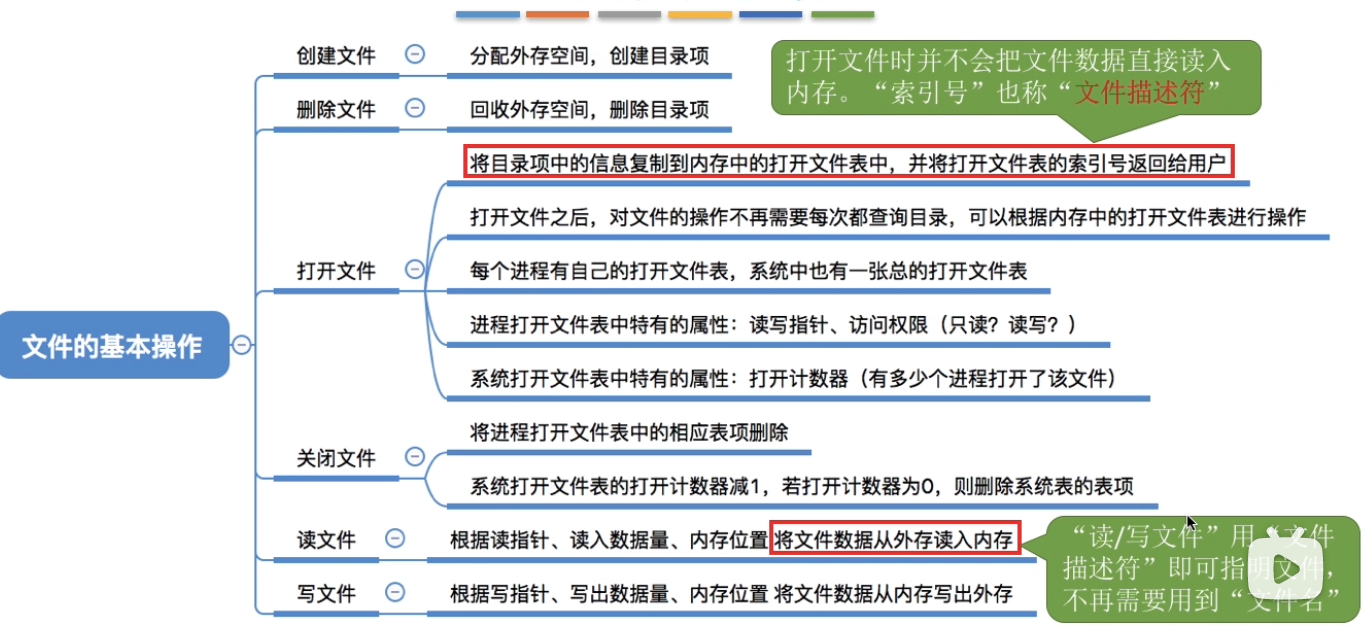 创建文件
分配外存空间，创建目录项
打开文件时并不会把文件数据直接读入
内存。“索引号”也称“文件描述符”
删除文件
回收外存空间，删除目录项
将目录项中的信息复制到内存中的打开文件表中，并将打开文件表的索引号返回给用户
打开文件之后，对文件的操作不再需要每次都查询目录，可以根据内存中的打开文件表进行操作
打开文件
每个进程有自己的打开文件表，系统中也有一张总的打开文件表
进程打开文件表中特有的属性：读写指针、访问权限（只读？读写？）
系统打开文件表中特有的属性：打开计数器（有多少个进程打开了该文件）
文件的基本操作
关闭文件
将进程打开文件表中的相应表项删除
系统打开文件表的打开计数器减1，若打开计数器为0，则删除系统表的表项
读文件
根据读指针、读入数据量、内存位置 将文件数据从外存读入内存
“读/写文件”用“文件
描述符”即可指明文件，
不再需要用到“文件名”
写文件
根据写指针、写出数据量、内存位置 将文件数据从内存写出外存